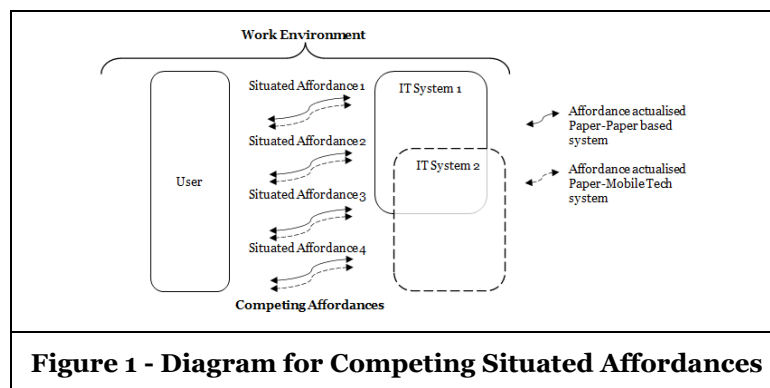 Work Environment
Situated Affordance 1
IT System 1
Affordance actualised
Paper-Paper based
system
Situated Affordance 2
IT System 2
Affordance actualised
Paper-Mobile Tech
system
User
Situated Affordance 3
Situated Affordance 4
Competing Affordances
Figure 1 - Diagram for Competing Situated Affordances